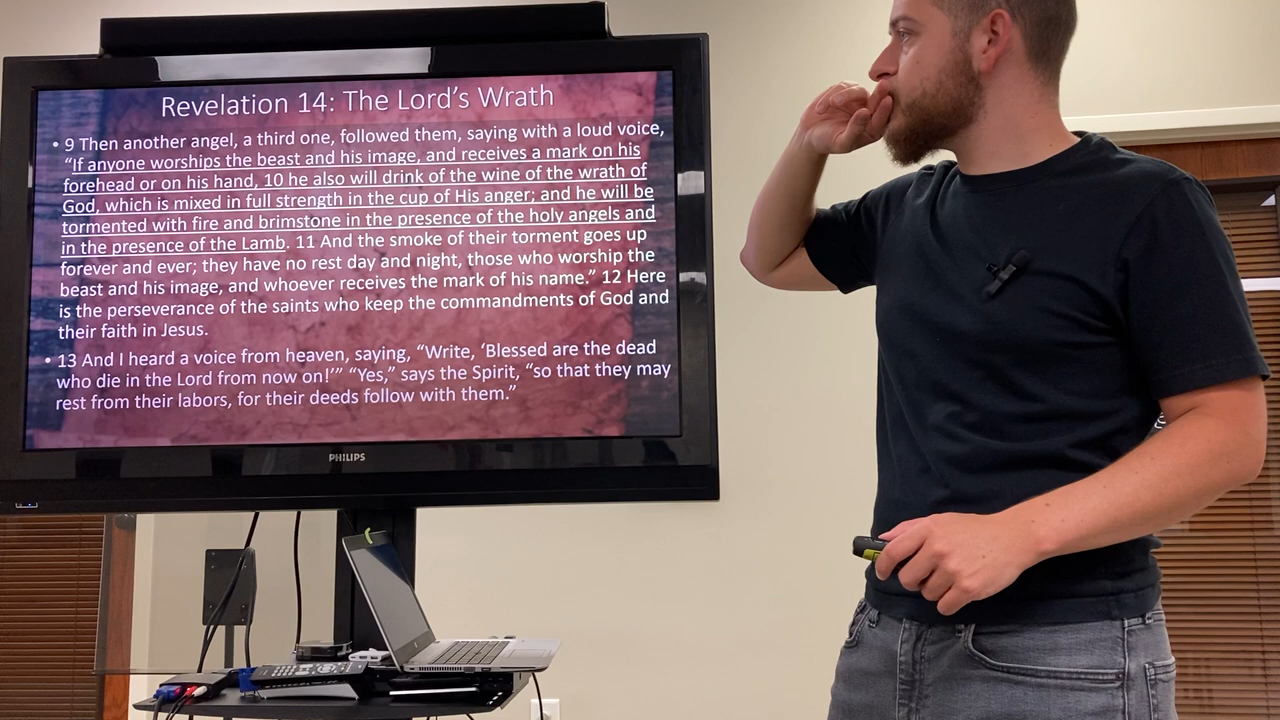 Revelation 14: The Lord's Wrath
• 9 Then another angel, a third one, followed them, saying with a loud voice,
“If anyone worships the beast and his image, and receives a mark on his
forehead or on his hand, 10 he also will drink of the wine of the wrath of
God, which is mixed in full strength in the cup of His anger; and he will be
tormented with fire and brimstone in the presence of the holy angels and
in the presence of the Lamb. 11 And the smoke of their torment goes up
forever and ever; they have no rest day and night, those who worship the
beast and his image, and whoever receives the mark of his name.” 12 Here
is the perseverance of the saints who keep the commandments of God and
their faith in Jesus.
• 13 And I heard a voice from heaven, saying, “Write, ‘Blessed are the dead
who die in the Lord from now on!’” “Yes,” says the Spirit, “so that they may
rest from their labors, for their deeds follow with them.”
PHILIPS